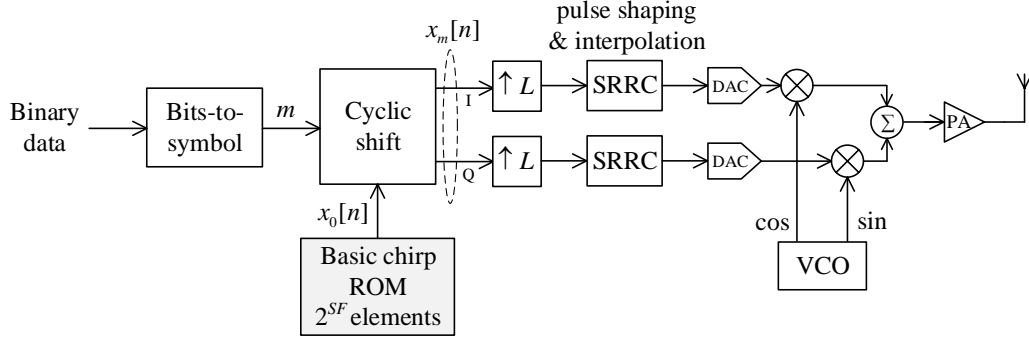 pulse shaping
& interpolation
x_m[n]
I
↑ L
SRRC
DAC
Binary
data
Bits-to-
symbol
m
Cyclic
shift
Σ
PA
Q
↑ L
SRRC
DAC
x_0[n]
cos
sin
Basic chirp
ROM
2^{SF} elements
VCO